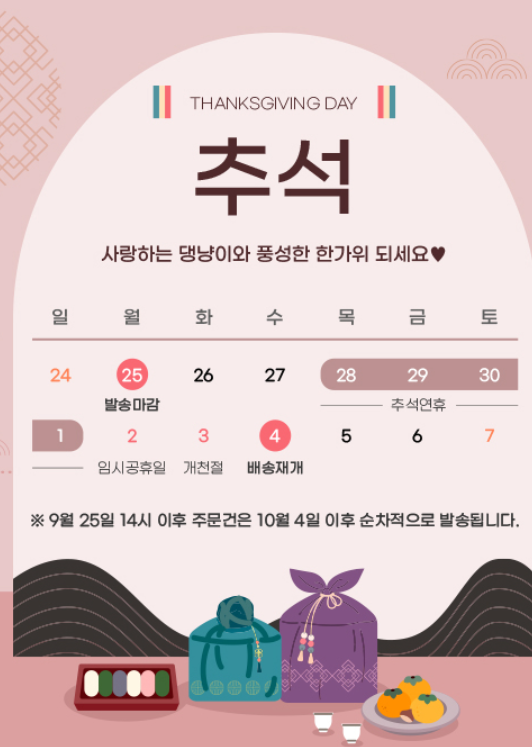 THANKSGIVING DAY
추석
사랑하는 댕냥이와 풍성한 한가위 되세요♥
일 월 화 수 목 금 토
24 25 26 27 28 29 30
발송마감 추석연휴
1 2 3 4 5 6 7
임시공휴일 개천절 배송재개
※ 9월 25일 14시 이후 주문건은 10월 4일 이후 순차적으로 발송됩니다.